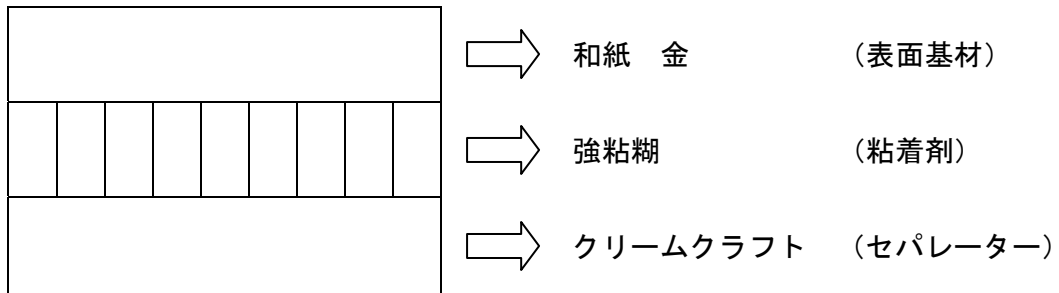 和紙　金　（表面基材）
強粘糊　（粘着剤）
クリームクラフト　（セパレーター）